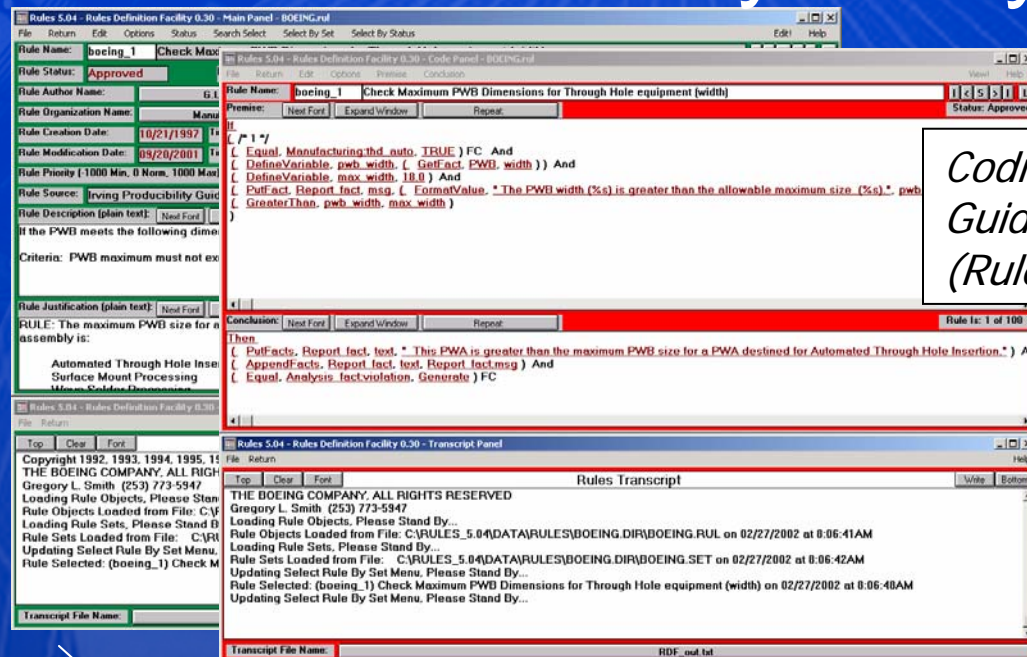 Rules 5.04 - Rules Definition Facility 0.30 - Main Panel - BOEING.rul
File Return Edit Options Status Search Select Select By Set Select By Status Edit! Help
Rule Name: boeing_1 Check Max
Rule Status: Approved
Rule Author Name: G.L
Rule Organization Name: Manu
Rule Creation Date: 10/21/1997
Rule Modification Date: 09/20/2001
Rule Priority (-1000 Min, 0 Norm, 1000 Max)
Rule Source: Irving Producibility Guid
Rule Description (plain text): Next Font
If the PWB meets the following dime
Criteria: PWB maximum must not ex
Rule Justification (plain text): Next Font
RULE: The maximum PWB size for a
assembly is:
Automated Through Hole Inser
Surface Mount Processing
Wave Solder Processing
Rules 5.04 - Rules Definition Facility 0.30 - Code Panel - BOEING.rul
File Return Edit Options Premise Conclusion View! Help
Rule Name: boeing_1 Check Maximum PWB Dimensions for Through Hole equipment (width) I < S > I
Premise: Next Font Expand Window Repeat Status: Approved
If
( /* 1 */
( Equal, Manufacturing:thd_auto, TRUE ) FC And
( DefineVariable, pwb_width, ( GetFact, PWB, width ) ) And
( DefineVariable, max_width, 18.0 ) And
( PutFact, Report_fact, msg, ( FormatValue, " The PWB width (%s) is greater than the allowable maximum size (%s).", pwb
( GreaterThan, pwb_width, max_width )
)
Conclusion: Next Font Expand Window Repeat Rule Is: 1 of 100
Then
( PutFacts, Report_fact, text, " This PWA is greater than the maximum PWB size for a PWA destined for Automated Through Hole Insertion." ) A
( AppendFacts, Report_fact, text, Report_fact:msg ) And
( Equal, Analysis_fact:violation, Generate ) FC
Codi
Guid
(Rule
Rules 5.04 - Rules Definition Facility 0.30 -
File Return
Top Clear Font
Copyright 1992, 1993, 1994, 1995, 19
THE BOEING COMPANY, ALL RIGH
Gregory L. Smith (253) 773-5947
Loading Rule Objects, Please Stan
Rule Objects Loaded from File: C:\F
Loading Rule Sets, Please Stand B
Rule Sets Loaded from File: C:\RU
Updating Select Rule By Set Menu,
Rule Selected: (boeing_1) Check M
Transcript File Name:
Rules 5.04 - Rules Definition Facility 0.30 - Transcript Panel
File Return Help
Top Clear Font Rules Transcript Write Bottom
THE BOEING COMPANY, ALL RIGHTS RESERVED
Gregory L. Smith (253) 773-5947
Loading Rule Objects, Please Stand By...
Rule Objects Loaded from File: C:\RULES_5.04\DATA\RULES\BOEING.DIR\BOEING.RUL on 02/27/2002 at 8:06:41AM
Loading Rule Sets, Please Stand By...
Rule Sets Loaded from File: C:\RULES_5.04\DATA\RULES\BOEING.DIR\BOEING.SET on 02/27/2002 at 8:06:42AM
Updating Select Rule By Set Menu, Please Stand By...
Rule Selected: (boeing_1) Check Maximum PWB Dimensions for Through Hole equipment (width) on 02/27/2002 at 8:06:48AM
Updating Select Rule By Set Menu, Please Stand By...
Transcript File Name: RDF_out.txt